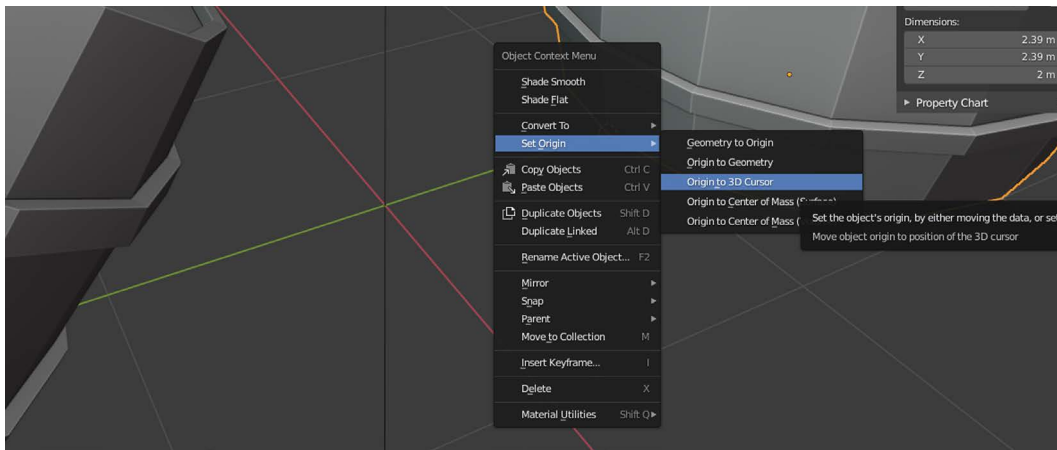 Dimensions:
X 2.39 m
Y 2.39 m
Z 2 m
Property Chart
Object Context Menu
Shade Smooth
Shade Flat
Convert To
Set Origin
Copy Objects Ctrl C
Paste Objects Ctrl V
Duplicate Objects Shift D
Duplicate Linked Alt D
Rename Active Object... F2
Mirror
Snap
Parent
Move to Collection M
Insert Keyframe... I
Delete X
Material Utilities Shift Q
Geometry to Origin
Origin to Geometry
Origin to 3D Cursor
Origin to Center of Mass (Surface)
Origin to Center of Mass (
Set the object's origin, by either moving the data, or set
Move object origin to position of the 3D cursor